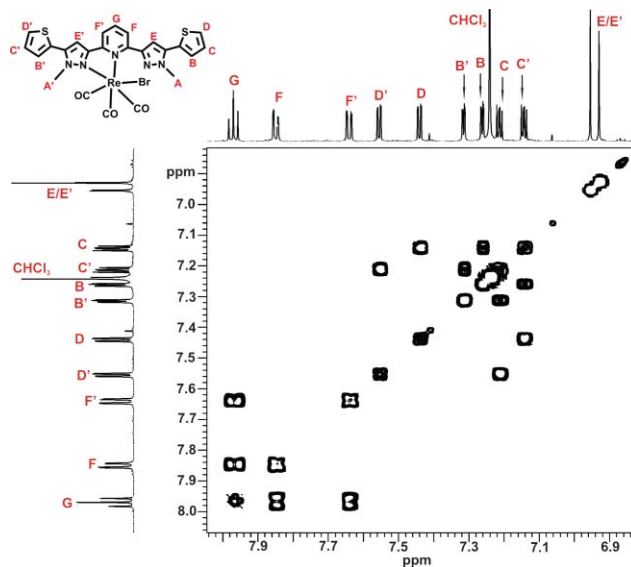 D' S F' G F S D
C' E' E C
B' N B
A' N-N N-N A
Re Br
OC CO
CO
CHCl3
E/E'
G F F' D' D B' B C C'
ppm
E/E'
7.0
C
7.1
CHCl3 C'
7.2
B
B'
7.3
7.4
D
7.5
D'
F'
7.6
7.7
F
7.8
7.9
G
8.0
7.9 7.7 7.5 7.3 7.1 6.9
ppm